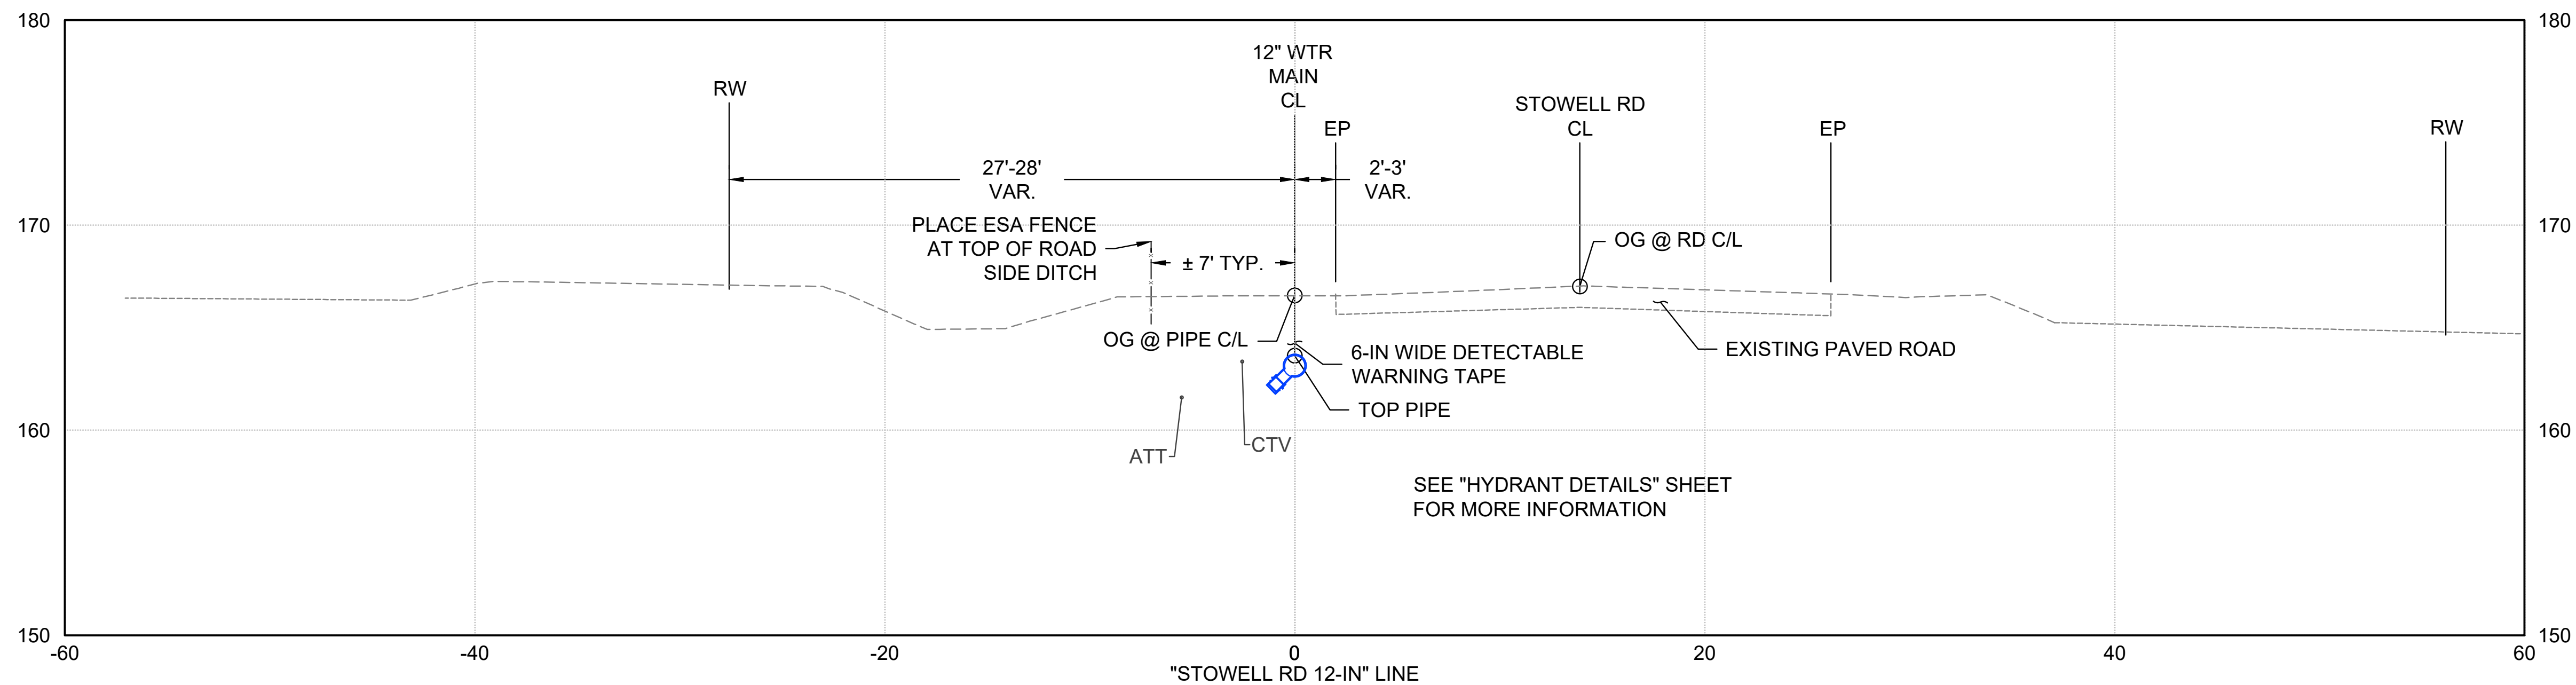 180
180
12" WTR
MAIN
CL
RW
STOWELL RD
CL
EP
EP
RW
27'-28'
VAR.
2'-3'
VAR.
170
170
PLACE ESA FENCE
AT TOP OF ROAD
SIDE DITCH
± 7' TYP.
OG @ RD C/L
OG @ PIPE C/L
EXISTING PAVED ROAD
6-IN WIDE DETECTABLE
WARNING TAPE
TOP PIPE
160
160
ATT
CTV
SEE "HYDRANT DETAILS" SHEET
FOR MORE INFORMATION
150
150
-60
-40
-20
0
20
40
60
"STOWELL RD 12-IN" LINE